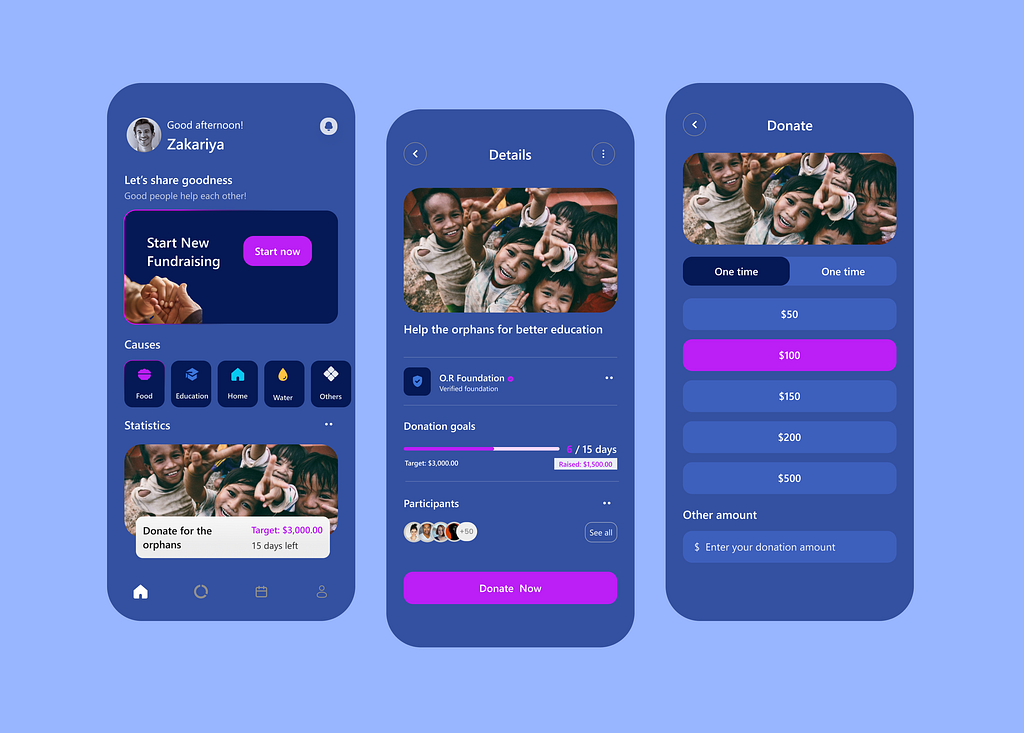 Good afternoon!
Zakariya
Let's share goodness
Good people help each other!
Start New
Fundraising
Start now
Causes
Food
Education
Home
Water
Others
Statistics
Donate for the
orphans
Target: $3,000.00
15 days left
Details
Help the orphans for better education
O.R Foundation
Verified foundation
Donation goals
6 / 15 days
Target: $3,000.00
Raised: $1,500.00
Participants
+50
See all
Donate Now
Donate
One time
One time
$50
$100
$150
$200
$500
Other amount
$ Enter your donation amount